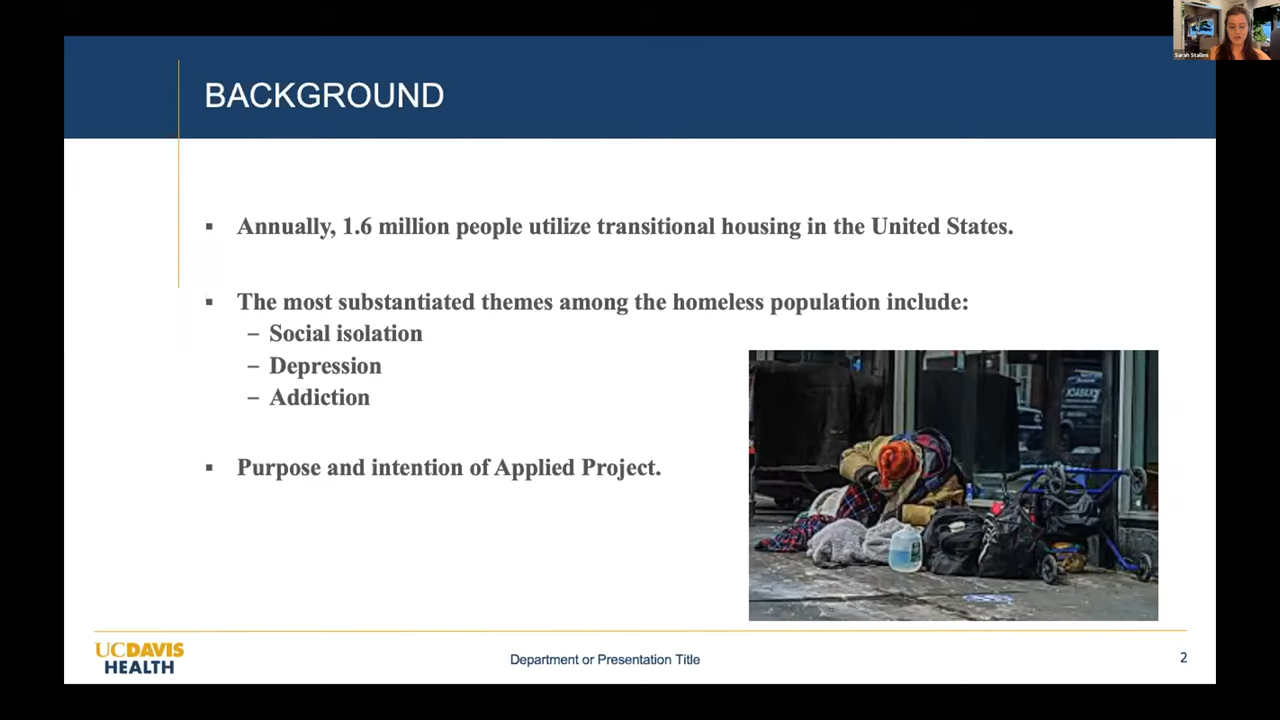 Sarah Stallins
BACKGROUND
▪ Annually, 1.6 million people utilize transitional housing in the United States.
▪ The most substantiated themes among the homeless population include:
– Social isolation
– Depression
– Addiction
▪ Purpose and intention of Applied Project.
UCDAVIS
HEALTH
Department or Presentation Title
2